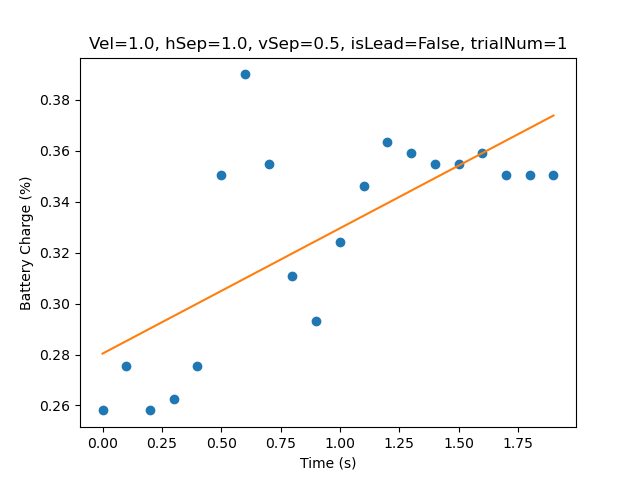 Vel=1.0, hSep=1.0, vSep=0.5, isLead=False, trialNum=1
Battery Charge (%)
0.38
0.36
0.34
0.32
0.30
0.28
0.26
0.00 0.25 0.50 0.75 1.00 1.25 1.50 1.75
Time (s)